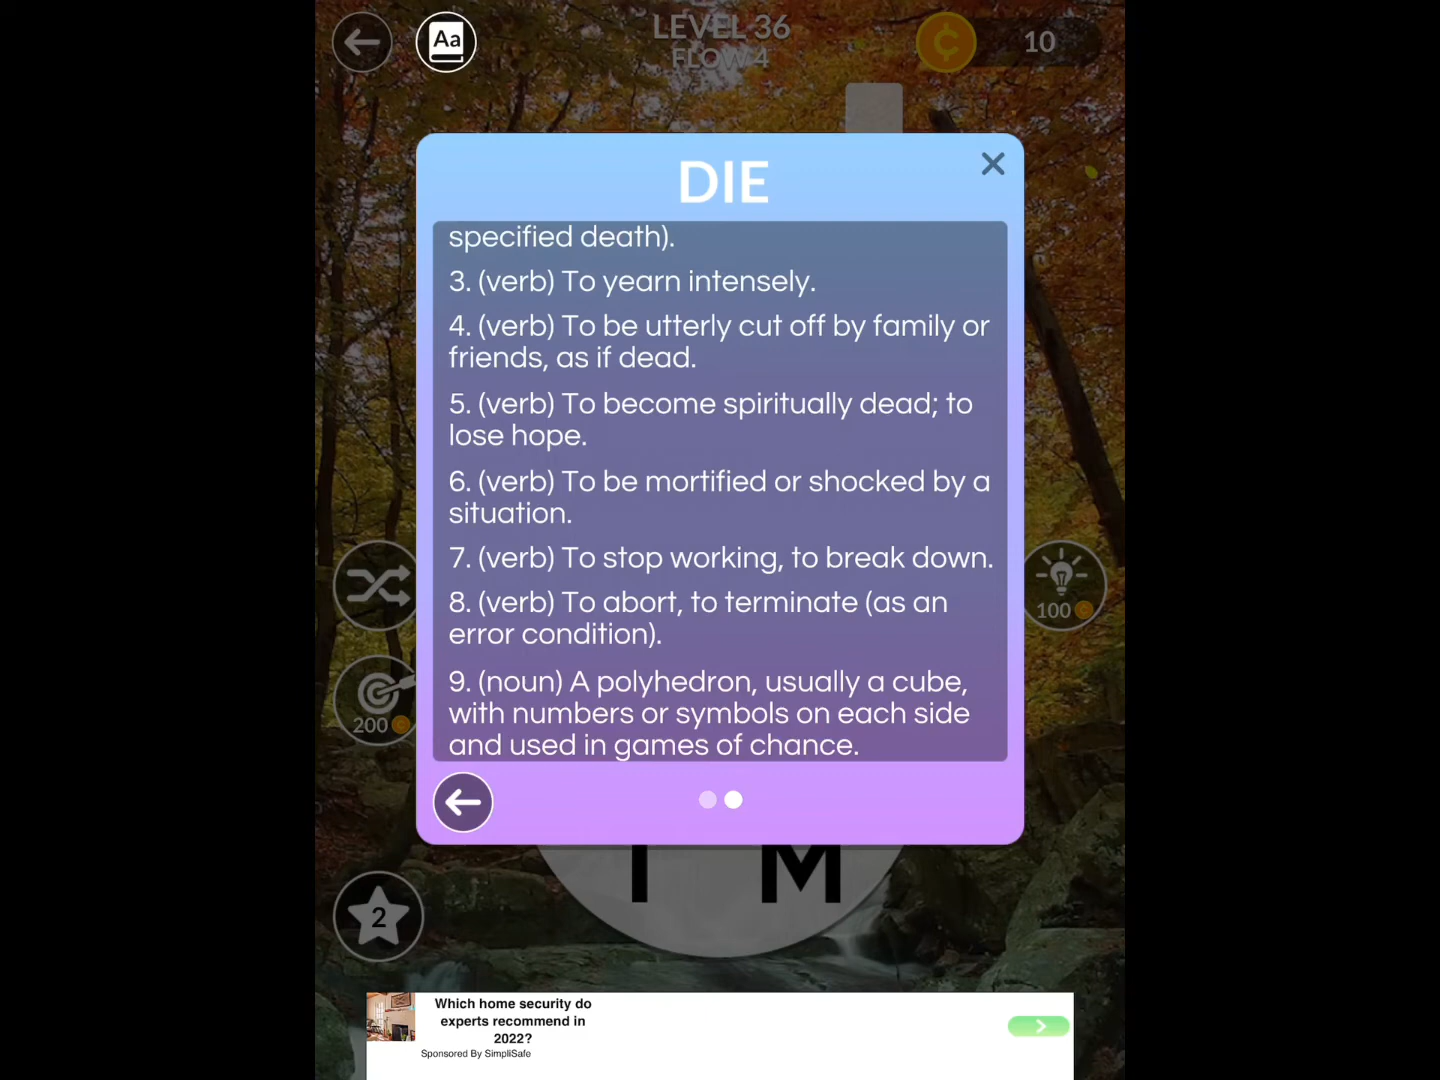 Aa
LEVEL 36
FLOW 4
10
DIE
specified death).
3. (verb) To yearn intensely.
4. (verb) To be utterly cut off by family or
friends, as if dead.
5. (verb) To become spiritually dead; to
lose hope.
6. (verb) To be mortified or shocked by a
situation.
7. (verb) To stop working, to break down.
8. (verb) To abort, to terminate (as an
error condition).
9. (noun) A polyhedron, usually a cube,
with numbers or symbols on each side
and used in games of chance.
100
200
I M
2
Which home security do
experts recommend in
2022?
Sponsored By SimpliSafe